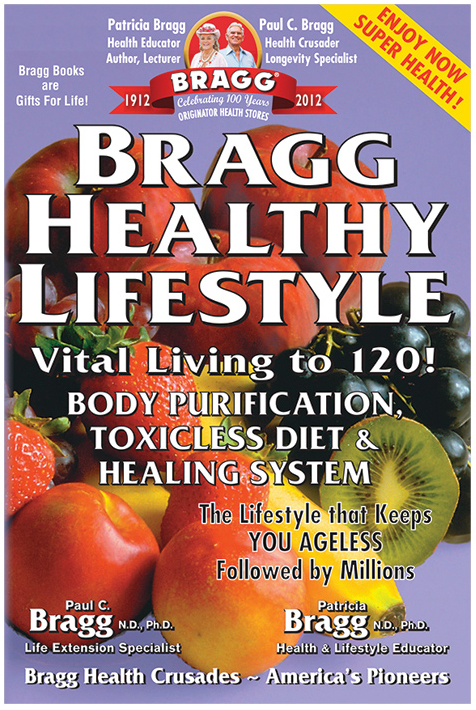 Patricia Bragg
Health Educator
Author, Lecturer
Paul C. Bragg
Health Crusader
Longevity Specialist
ENJOY NOW
SUPER HEALTH!
Bragg Books
are
Gifts For Life!
BRAGG®
1912 Celebrating 100 Years 2012
ORIGINATOR HEALTH STORES
BRAGG
HEALTHY
LIFESTYLE
Vital Living to 120!
BODY PURIFICATION,
TOXICLESS DIET &
HEALING SYSTEM
The Lifestyle that Keeps
YOU AGELESS
Followed by Millions
Paul C.
Bragg N.D., Ph.D.
Life Extension Specialist
Patricia
Bragg N.D., Ph.D.
Health & Lifestyle Educator
Bragg Health Crusades ~ America's Pioneers